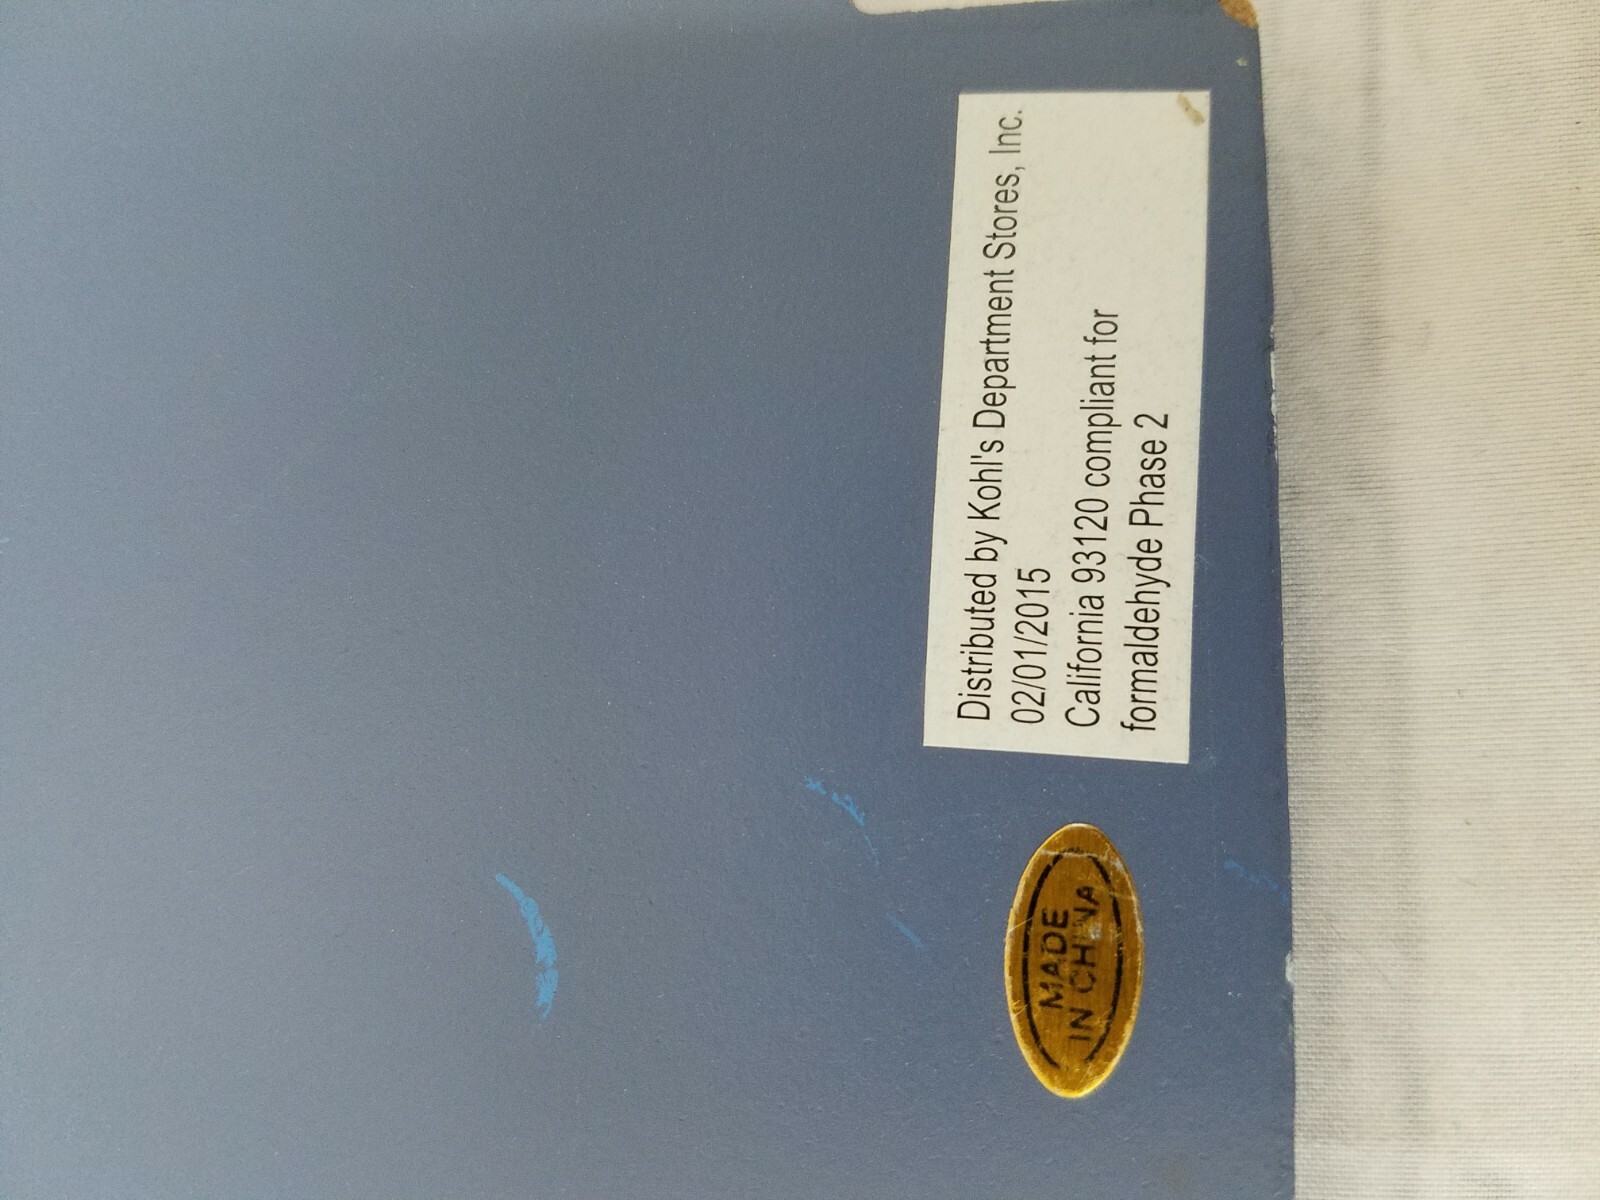 Distributed by Kohl's Department Stores, Inc.
02/01/2015
California 93120 compliant for
formaldehyde Phase 2
MADE
IN CHINA